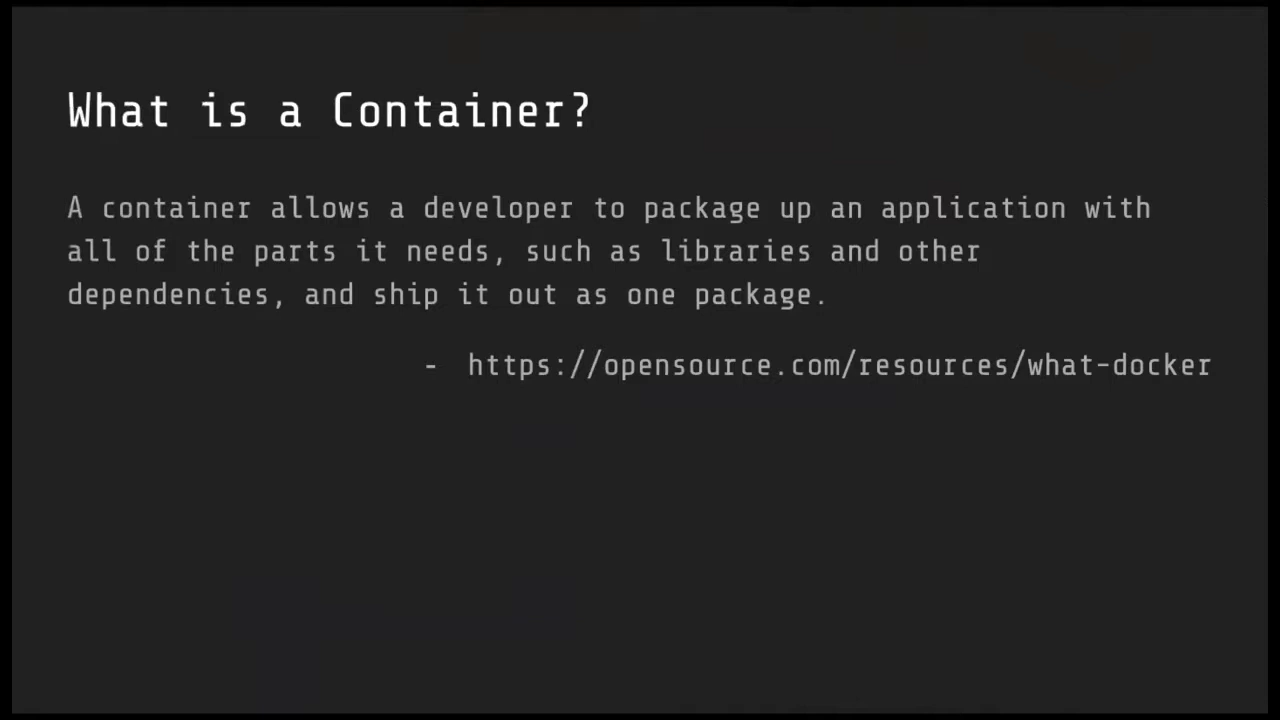 What is a Container?
A container allows a developer to package up an application with
all of the parts it needs, such as libraries and other
dependencies, and ship it out as one package.
- https://opensource.com/resources/what-docker